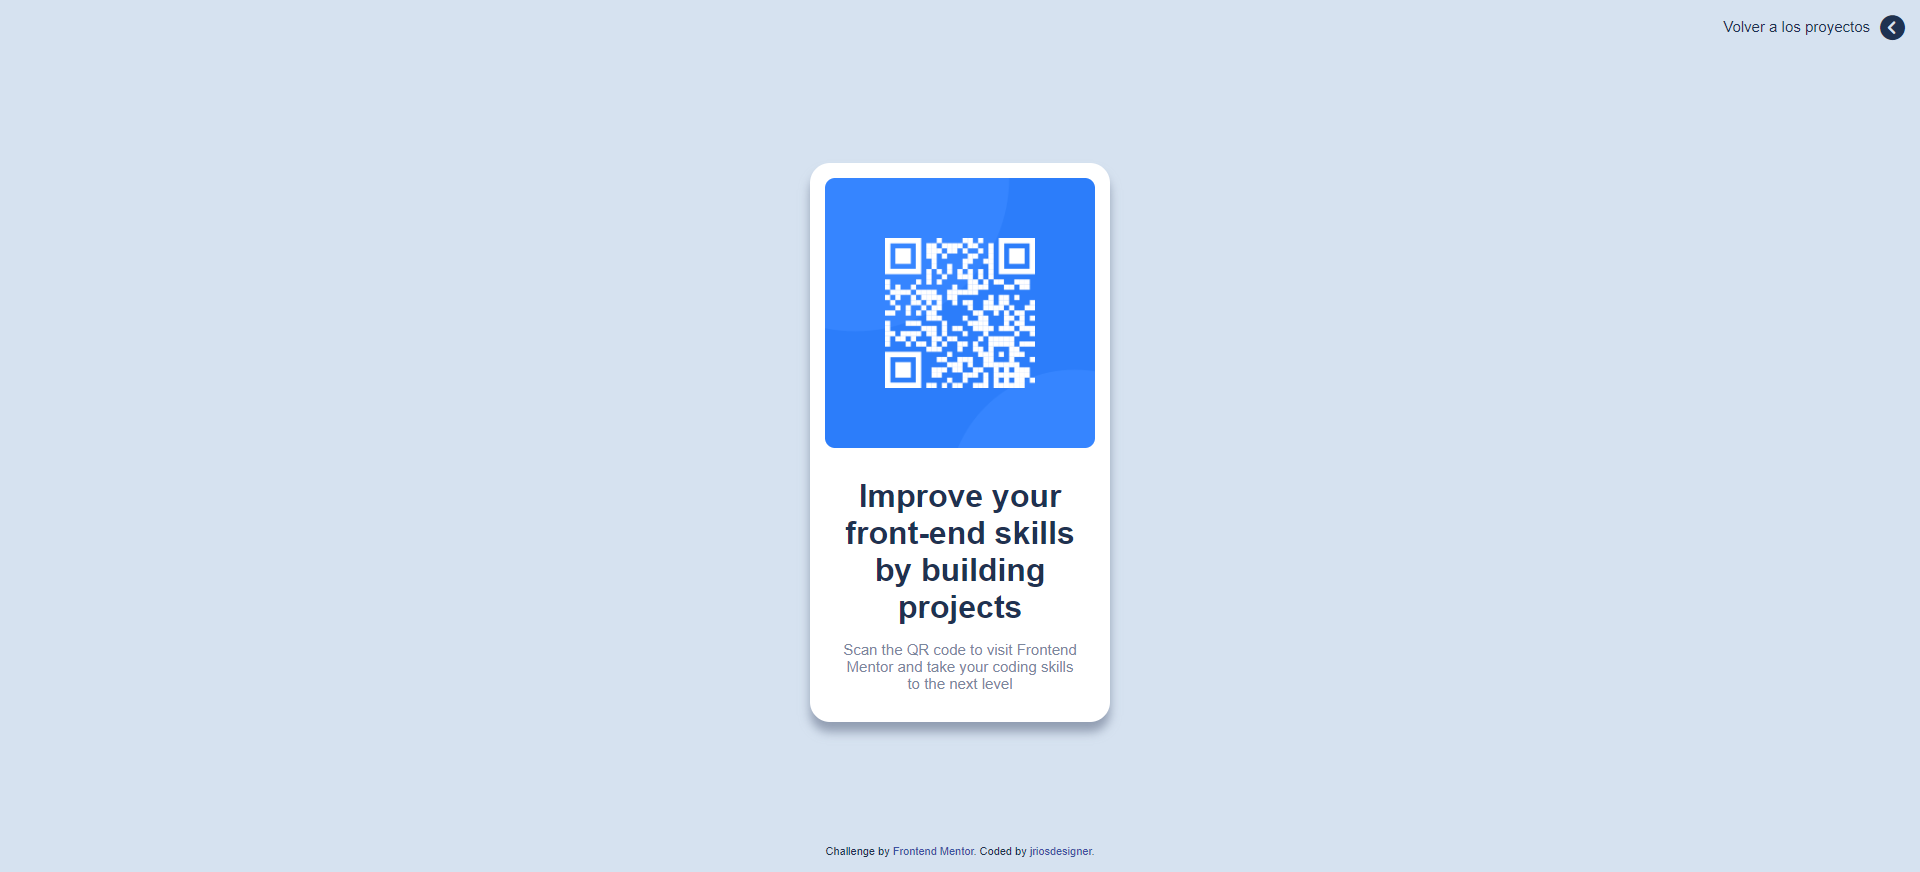 Volver a los proyectos
Improve your
front-end skills
by building
projects
Scan the QR code to visit Frontend
Mentor and take your coding skills
to the next level
Challenge by Frontend Mentor. Coded by jriosdesigner.